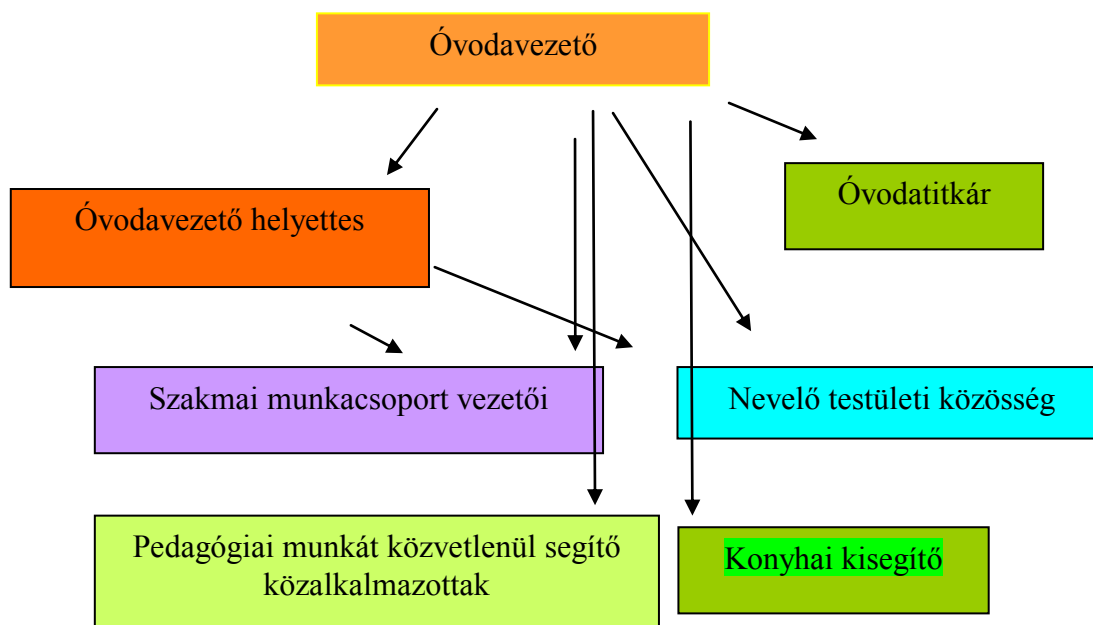 Óvodavezető
Óvodatitkár
Óvodavezető helyettes
Szakmai munkacsoport vezetői
Nevelő testületi közösség
Pedagógiai munkát közvetlenül segítő
közalkalmazottak
Konyhai kisegítő